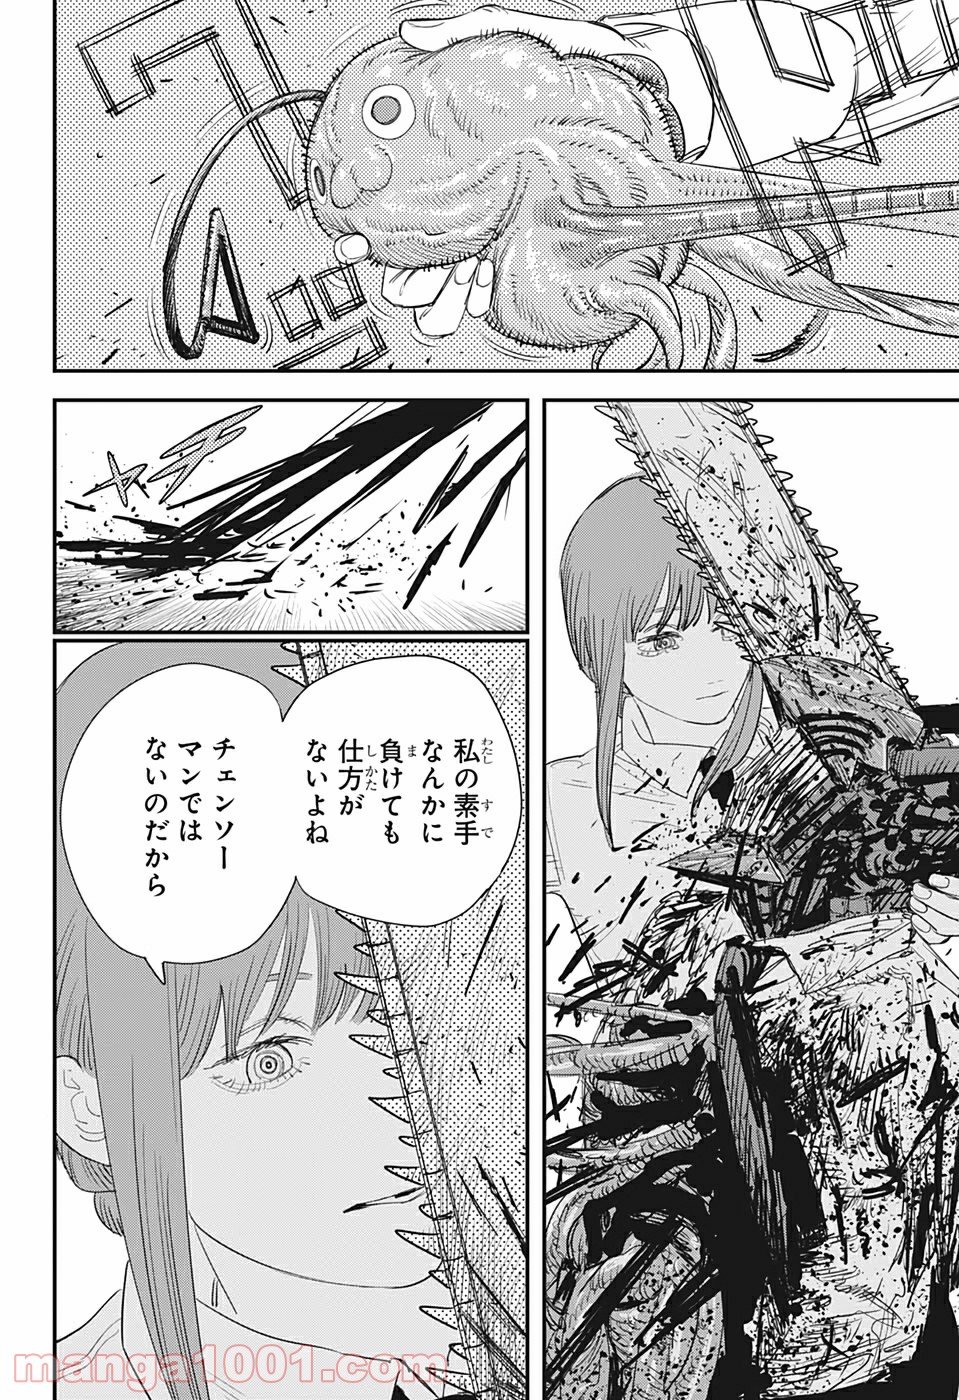 私の素手
なんかに
負けても
仕方が
ないよね
チェンソー
マンでは
ないのだから
manga1001.com